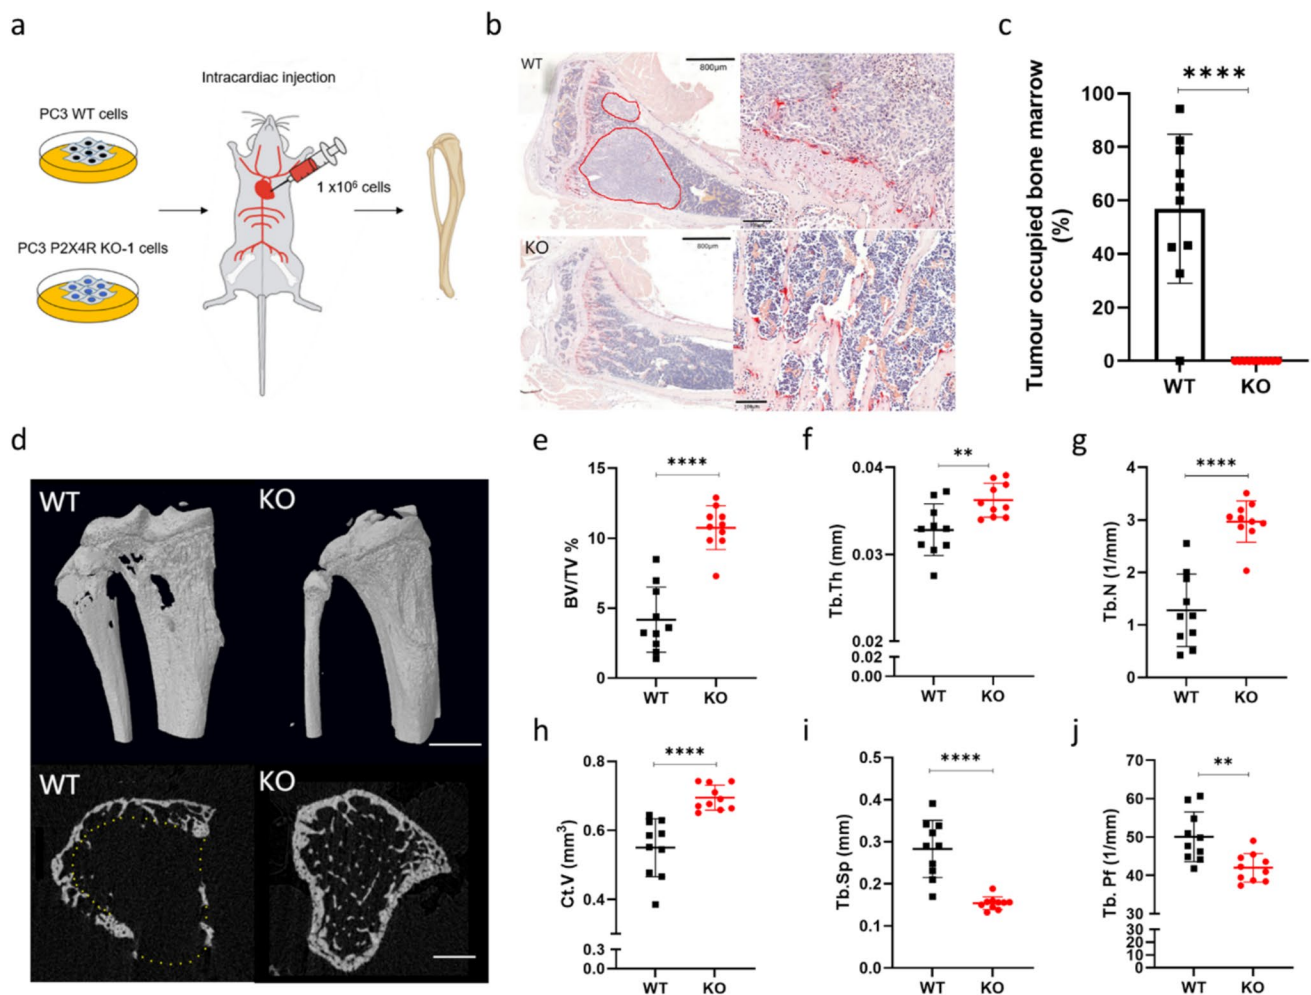 a
Intracardiac injection
PC3 WT cells
1 x10⁶ cells
PC3 P2X4R KO-1 cells
b
WT
800µm
KO
800µm
c
Tumour occupied bone marrow
(%)
****
100
80
60
40
20
0
WT KO
d
WT KO
WT KO
e
BV/TV %
****
15
10
5
0
WT KO
f
Tb.Th (mm)
**
0.04
0.03
0.02
0.02
0.00
WT KO
g
Tb.N (1/mm)
****
4
3
2
1
0
WT KO
h
Ct.V (mm³)
****
0.8
0.6
0.4
0.3
0.0
WT KO
i
Tb.Sp (mm)
****
0.5
0.4
0.3
0.2
0.1
0.0
WT KO
j
Tb. Pf (1/mm)
**
70
60
50
40
30
30
20
10
0
WT KO